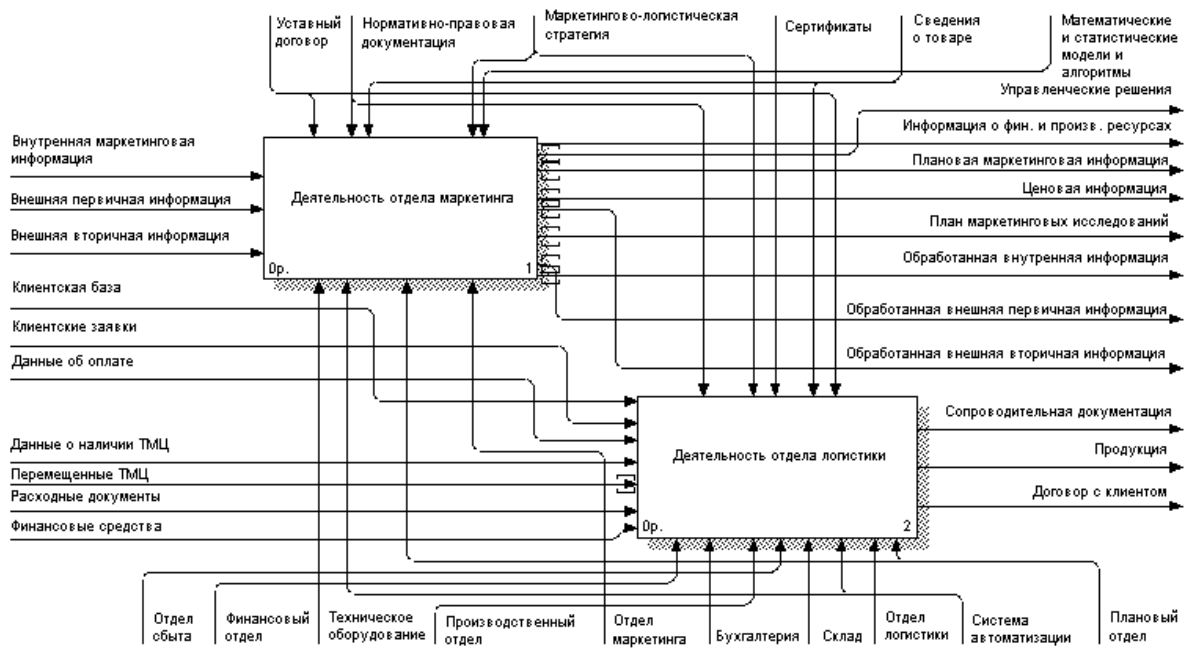 Уставный
договор
Нормативно-правовая
документация
Маркетингово-логистическая
стратегия
Сертификаты
Сведения
о товаре
Математические
и статистические
модели и
алгоритмы
Управленческие решения
Информация о фин. и произв. ресурсах
Плановая маркетинговая информация
Ценовая информация
План маркетинговых исследований
Обработанная внутренняя информация
Обработанная внешняя первичная информация
Обработанная внешняя вторичная информация
Внутренняя маркетинговая
информация
Внешняя первичная информация
Внешняя вторичная информация
Деятельность отдела маркетинга
0р.
1
Клиентская база
Клиентские заявки
Данные об оплате
Данные о наличии ТМЦ
Перемещенные ТМЦ
Расходные документы
Финансовые средства
Деятельность отдела логистики
0р.
2
Сопроводительная документация
Продукция
Договор с клиентом
Отдел
сбыта
Финансовый
отдел
Техническое
оборудование
Производственный
отдел
Отдел
маркетинга
Бухгалтерия
Склад
Отдел
логистики
Система
автоматизации
Плановый
отдел